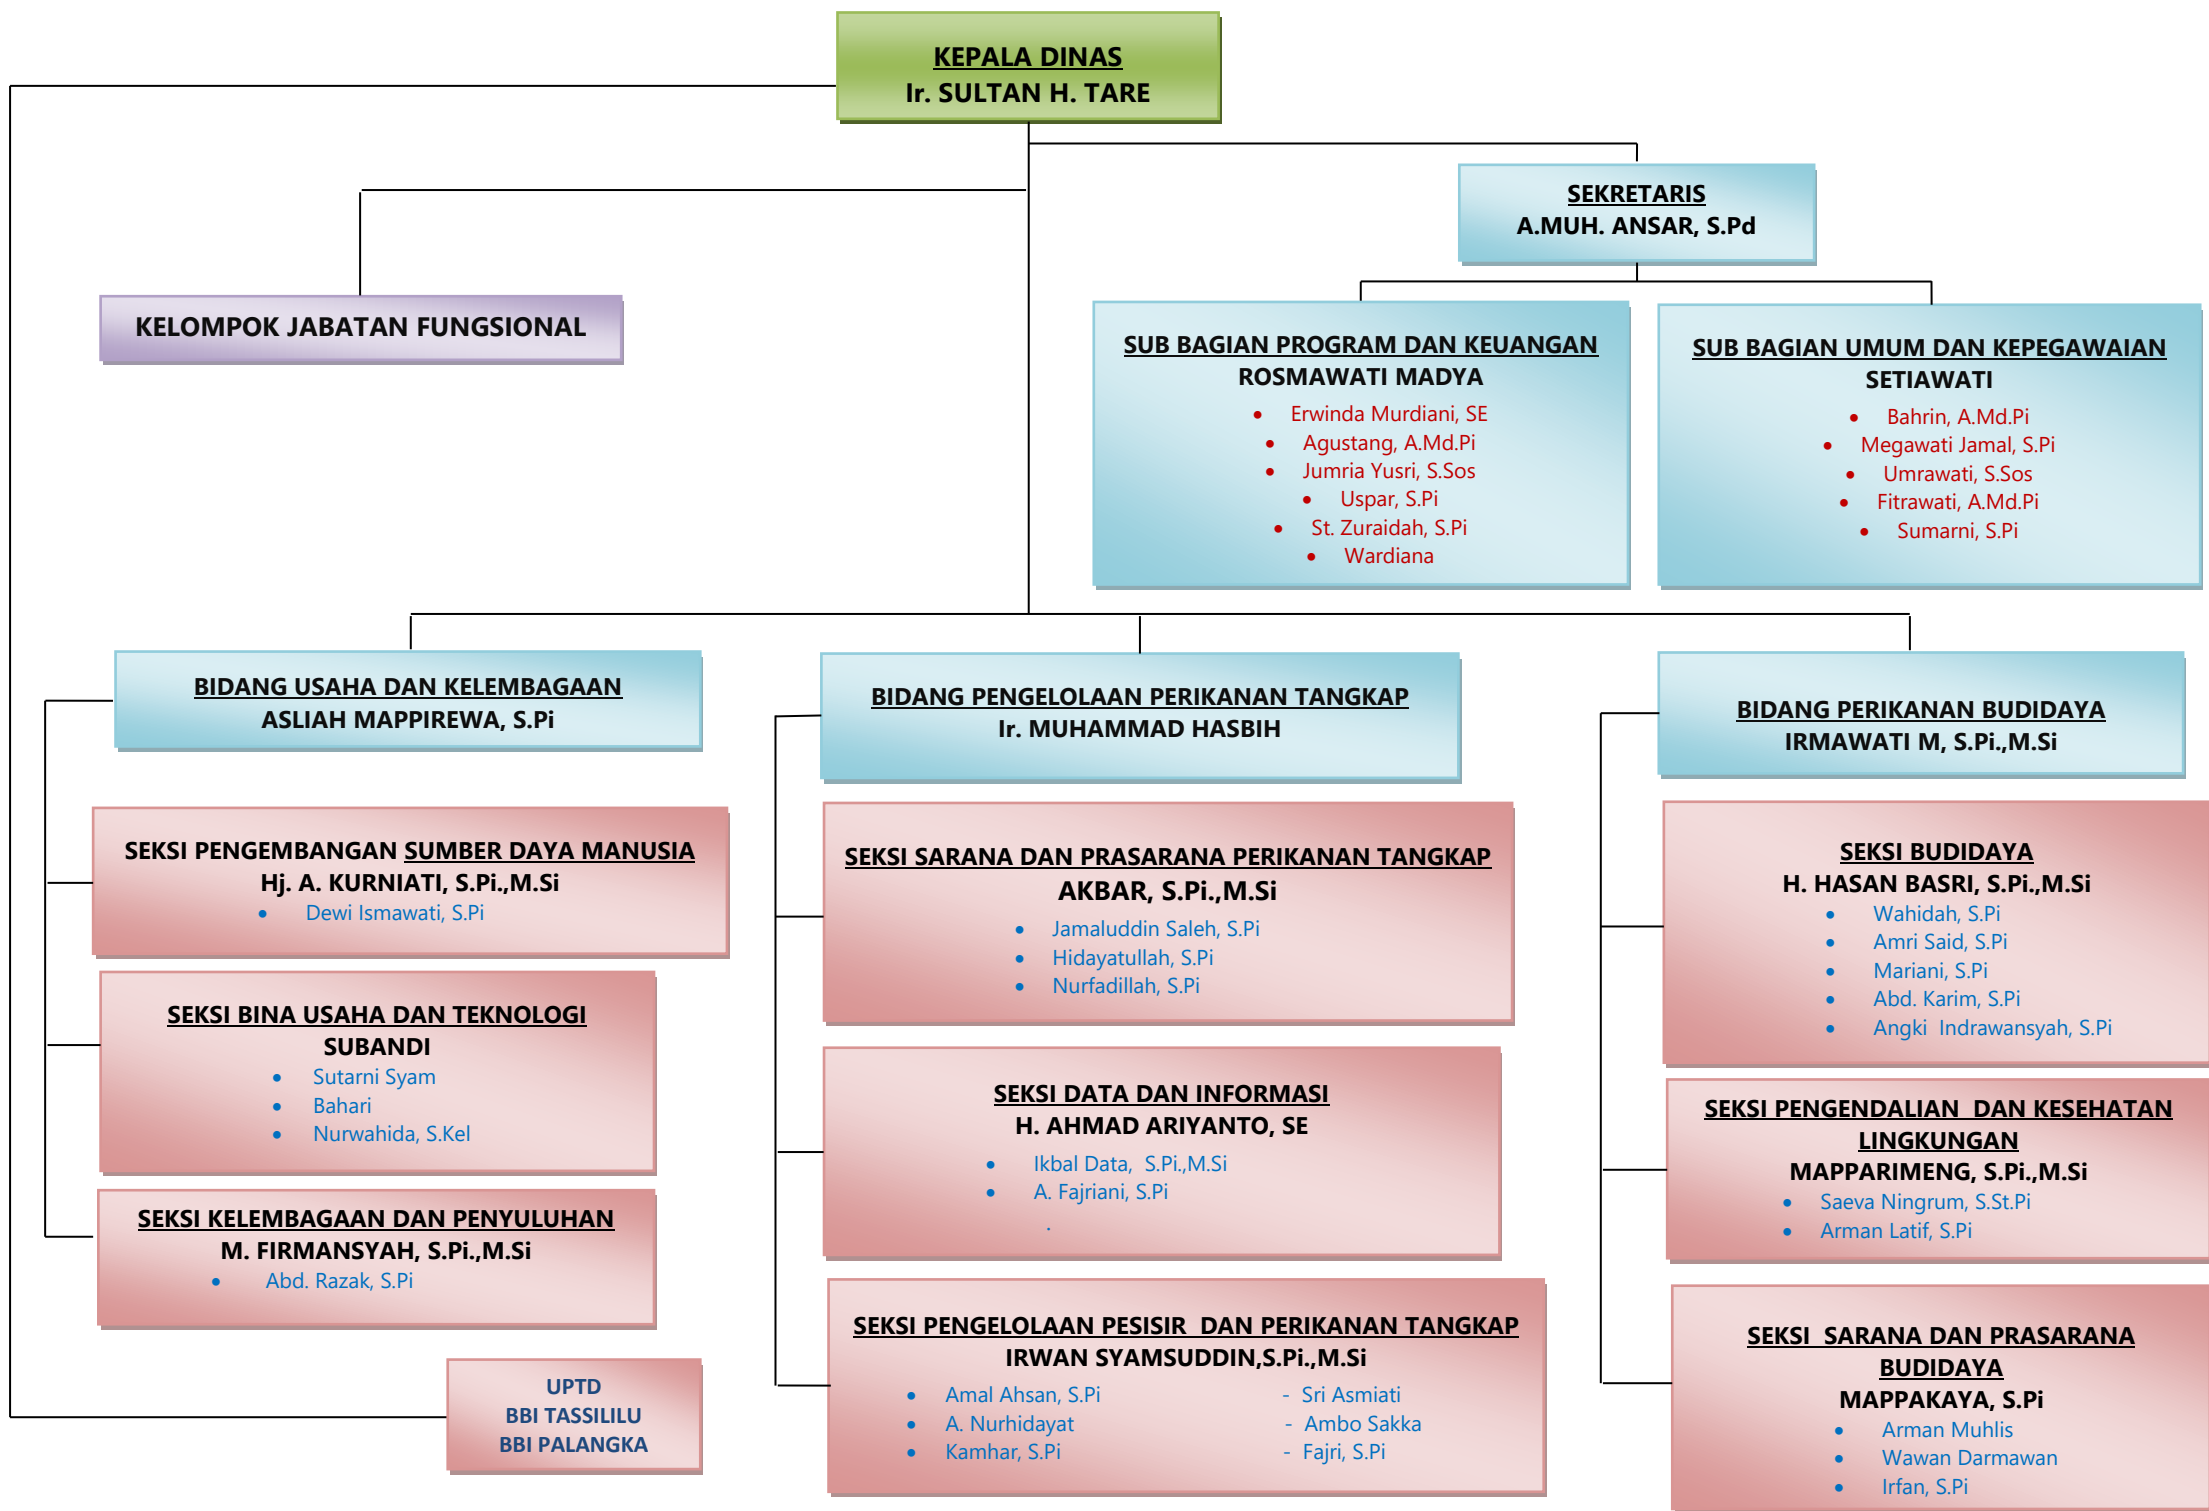 KEPALA DINAS
Ir. SULTAN H. TARE
SEKRETARIS
A.MUH. ANSAR, S.Pd
KELOMPOK JABATAN FUNGSIONAL
SUB BAGIAN PROGRAM DAN KEUANGAN
ROSMAWATI MADYA
• Erwinda Murdiani, SE
• Agustang, A.Md.Pi
• Jumria Yusri, S.Sos
• Uspar, S.Pi
• St. Zuraidah, S.Pi
• Wardiana
SUB BAGIAN UMUM DAN KEPEGAWAIAN
SETIAWATI
• Bahrin, A.Md.Pi
• Megawati Jamal, S.Pi
• Umrawati, S.Sos
• Fitrawati, A.Md.Pi
• Sumarni, S.Pi
BIDANG USAHA DAN KELEMBAGAAN
ASLIAH MAPPIREWA, S.Pi
SEKSI PENGEMBANGAN SUMBER DAYA MANUSIA
Hj. A. KURNIATI, S.Pi.,M.Si
• Dewi Ismawati, S.Pi
SEKSI BINA USAHA DAN TEKNOLOGI
SUBANDI
• Sutarni Syam
• Bahari
• Nurwahida, S.Kel
SEKSI KELEMBAGAAN DAN PENYULUHAN
M. FIRMANSYAH, S.Pi.,M.Si
• Abd. Razak, S.Pi
UPTD
BBI TASSILILU
BBI PALANGKA
BIDANG PENGELOLAAN PERIKANAN TANGKAP
Ir. MUHAMMAD HASBIH
SEKSI SARANA DAN PRASARANA PERIKANAN TANGKAP
AKBAR, S.Pi.,M.Si
• Jamaluddin Saleh, S.Pi
• Hidayatullah, S.Pi
• Nurfadillah, S.Pi
SEKSI DATA DAN INFORMASI
H. AHMAD ARIYANTO, SE
• Ikbal Data, S.Pi.,M.Si
• A. Fajriani, S.Pi
.
SEKSI PENGELOLAAN PESISIR DAN PERIKANAN TANGKAP
IRWAN SYAMSUDDIN,S.Pi.,M.Si
• Amal Ahsan, S.Pi - Sri Asmiati
• A. Nurhidayat - Ambo Sakka
• Kamhar, S.Pi - Fajri, S.Pi
BIDANG PERIKANAN BUDIDAYA
IRMAWATI M, S.Pi.,M.Si
SEKSI BUDIDAYA
H. HASAN BASRI, S.Pi.,M.Si
• Wahidah, S.Pi
• Amri Said, S.Pi
• Mariani, S.Pi
• Abd. Karim, S.Pi
• Angki Indrawansyah, S.Pi
SEKSI PENGENDALIAN DAN KESEHATAN
LINGKUNGAN
MAPPARIMENG, S.Pi.,M.Si
• Saeva Ningrum, S.St.Pi
• Arman Latif, S.Pi
SEKSI SARANA DAN PRASARANA
BUDIDAYA
MAPPAKAYA, S.Pi
• Arman Muhlis
• Wawan Darmawan
• Irfan, S.Pi